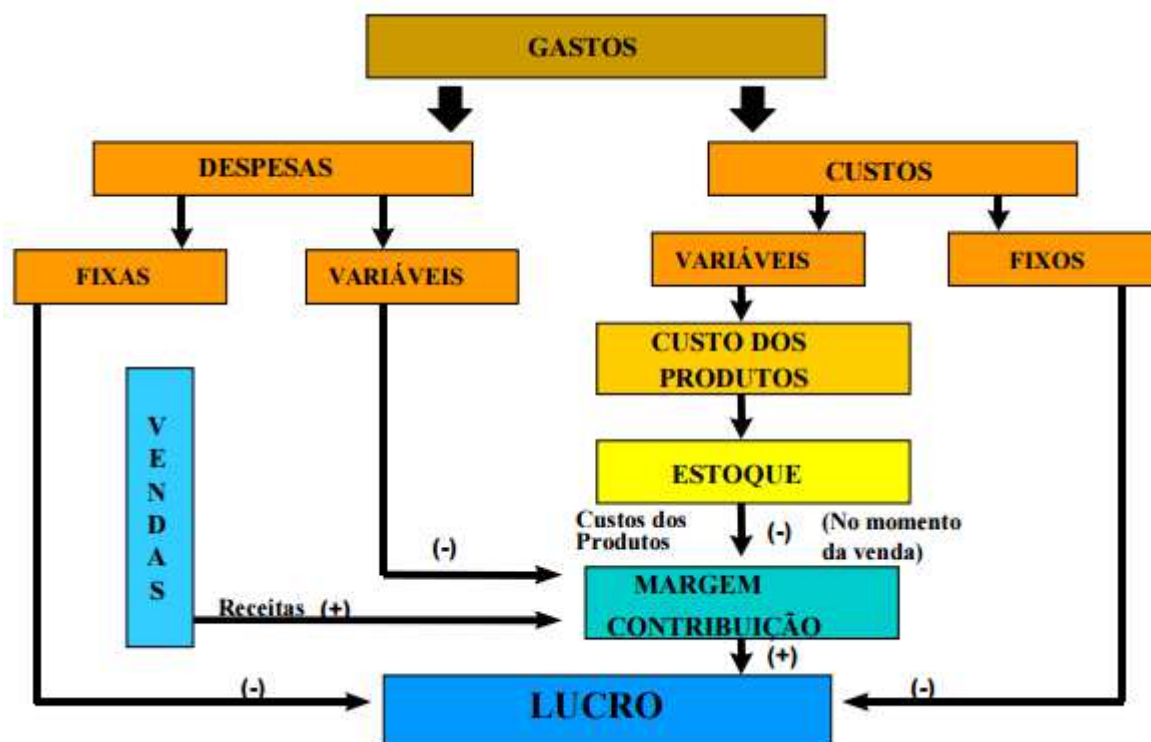 GASTOS
DESPESAS
CUSTOS
FIXAS
VARIÁVEIS
VARIÁVEIS
FIXOS
CUSTO DOS
PRODUTOS
VENDAS
ESTOQUE
Custos dos
Produtos
(-)
(No momento
da venda)
(-)
MARGEM
CONTRIBUIÇÃO
Receitas (+)
(+)
(-)
LUCRO
(-)